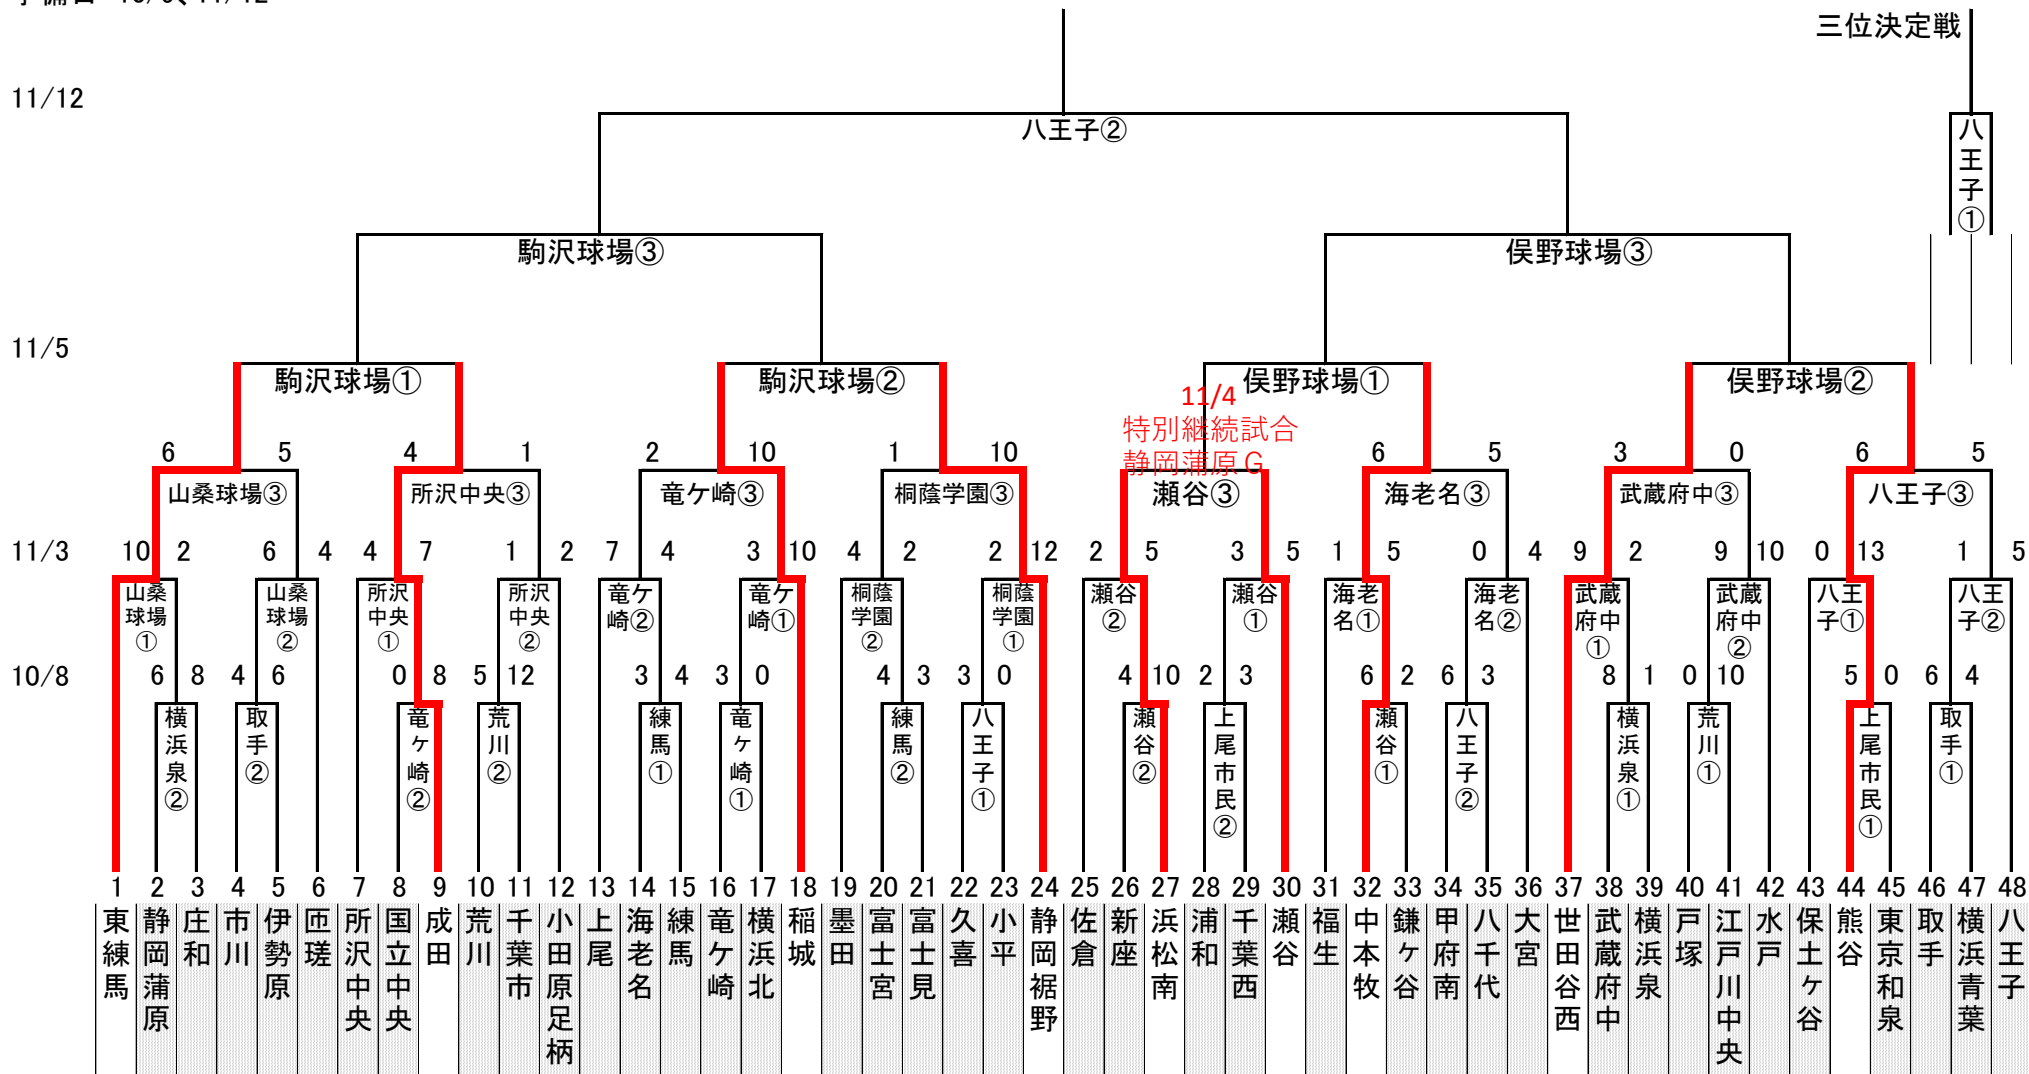 三位決定戦
11/12
八王子②
八王子①
駒沢球場③
俣野球場③
11/5
駒沢球場①
駒沢球場②
俣野球場①
俣野球場②
11/4
特別継続試合
静岡蒲原G
6 5 4 1 2 10 1 10 6 5 3 0 6 5
山桑球場③
所沢中央③
竜ケ崎③
桐蔭学園③
瀬谷③
海老名③
武蔵府中③
八王子③
11/3
10 2 6 4 4 7 1 2 7 4 3 10 4 2 2 12 2 5 3 5 1 5 0 4 9 2 9 10 0 13 1 5
山桑球場①
山桑球場②
所沢中央①
所沢中央②
竜ケ崎②
竜ケ崎①
桐蔭学園②
桐蔭学園①
瀬谷②
瀬谷①
海老名①
海老名②
武蔵府中①
武蔵府中②
八王子①
八王子②
10/8
6 8 4 6 0 8 5 12 3 4 3 0 4 3 3 0 4 10 2 3 6 2 6 3 8 1 0 10 5 0 6 4
横浜泉②
取手②
竜ヶ崎②
荒川②
練馬①
竜ヶ崎①
練馬②
八王子①
瀬谷②
上尾市民②
瀬谷①
八王子②
横浜泉①
荒川①
上尾市民①
取手①
1 2 3 4 5 6 7 8 9 10 11 12 13 14 15 16 17 18 19 20 21 22 23 24 25 26 27 28 29 30 31 32 33 34 35 36 37 38 39 40 41 42 43 44 45 46 47 48
東練馬
静岡蒲原
庄和
市川
伊勢原
匝瑳
所沢中央
国立中央
成田
荒川
千葉市
小田原足柄
上尾
海老名
練馬
竜ケ崎
横浜北
稲城
墨田
富士宮
富士見
久喜
小平
静岡裾野
佐倉
新座
浜松南
浦和
千葉西
瀬谷
福生
中本牧
鎌ヶ谷
甲府南
八千代
大宮
世田谷西
武蔵府中
横浜泉
戸塚
江戸川中央
水戸
保土ヶ谷
熊谷
東京和泉
取手
横浜青葉
八王子